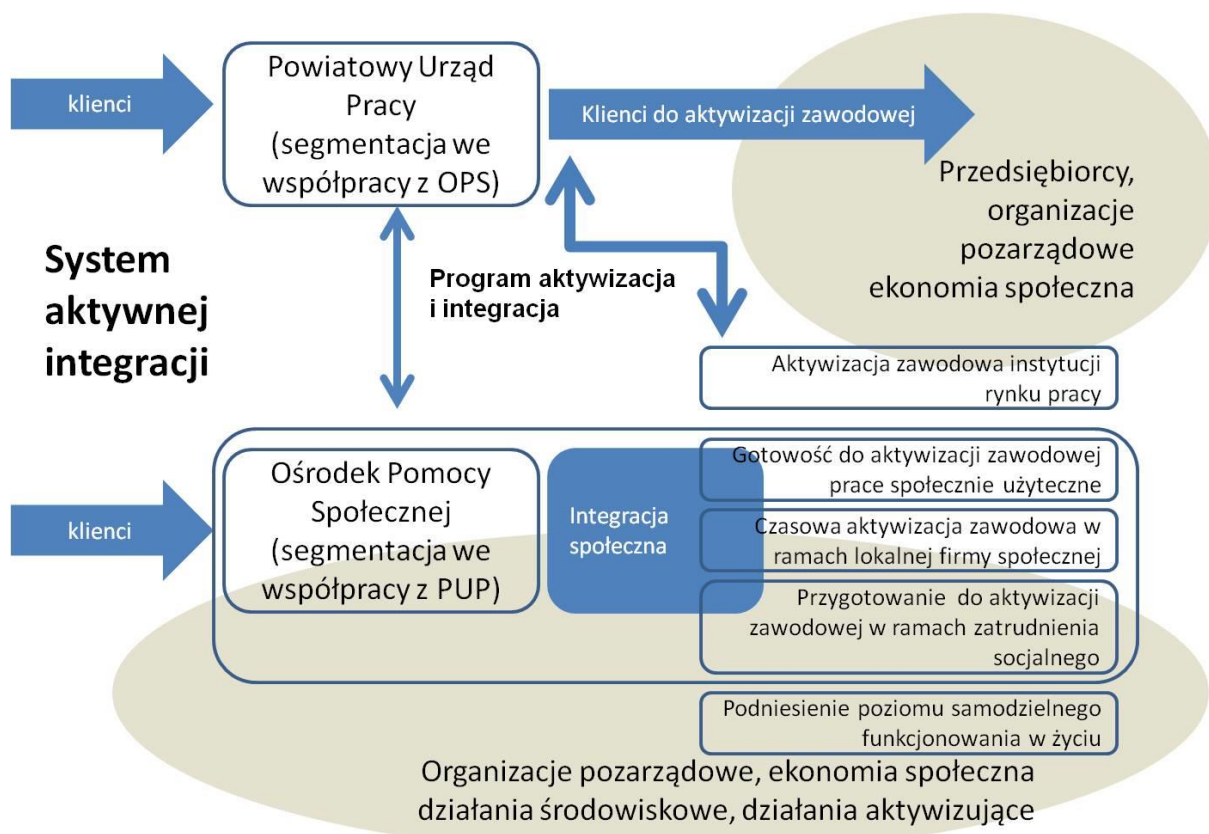 klienci
Powiatowy Urząd
Pracy
(segmentacja we
współpracy z OPS)
Klienci do aktywizacji zawodowej
Przedsiębiorcy,
organizacje
pozarządowe
ekonomia społeczna
System
aktywnej
integracji
Program aktywizacja
i integracja
Aktywizacja zawodowa instytucji
rynku pracy
klienci
Ośrodek Pomocy
Społecznej
(segmentacja we
współpracy z PUP)
Integracja
społeczna
Gotowość do aktywizacji zawodowej
prace społecznie użyteczne
Czasowa aktywizacja zawodowa w
ramach lokalnej firmy społecznej
Przygotowanie do aktywizacji
zawodowej w ramach zatrudnienia
socjalnego
Podniesienie poziomu samodzielnego
funkcjonowania w życiu
Organizacje pozarządowe, ekonomia społeczna
działania środowiskowe, działania aktywizujące